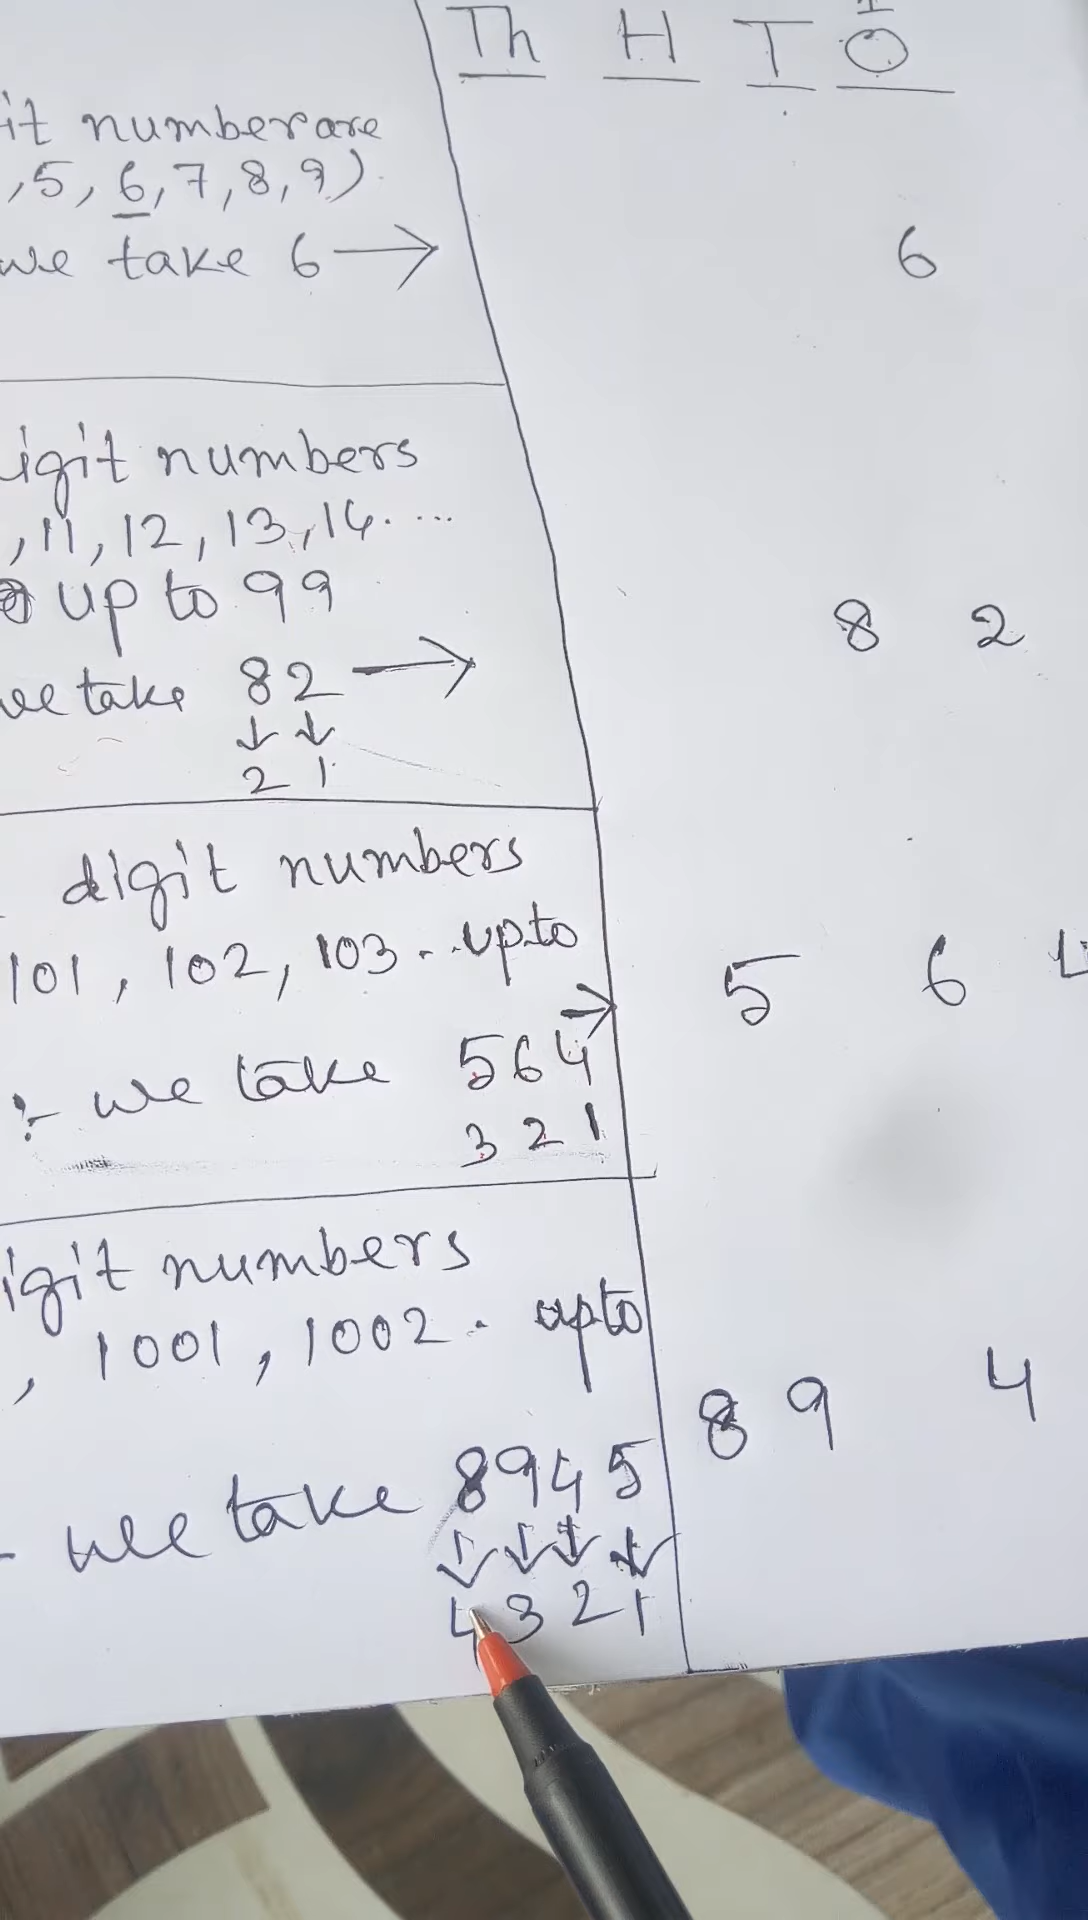 Th H T O
it number are
,5, 6,7,8,9)
we take 6 → 6
igit numbers
,11, 12, 13, 14. ...
up to 99
we take 82 → 8 2
↓ ↓
2 1
digit numbers
101, 102, 103 - .. upto
→ 5 6 4
:- we take 564
3 2 1
igit numbers
, 1001, 1002 - upto
- we take 8945 8 9 4
↓ ↓ ↓ ↓
4 3 2 1